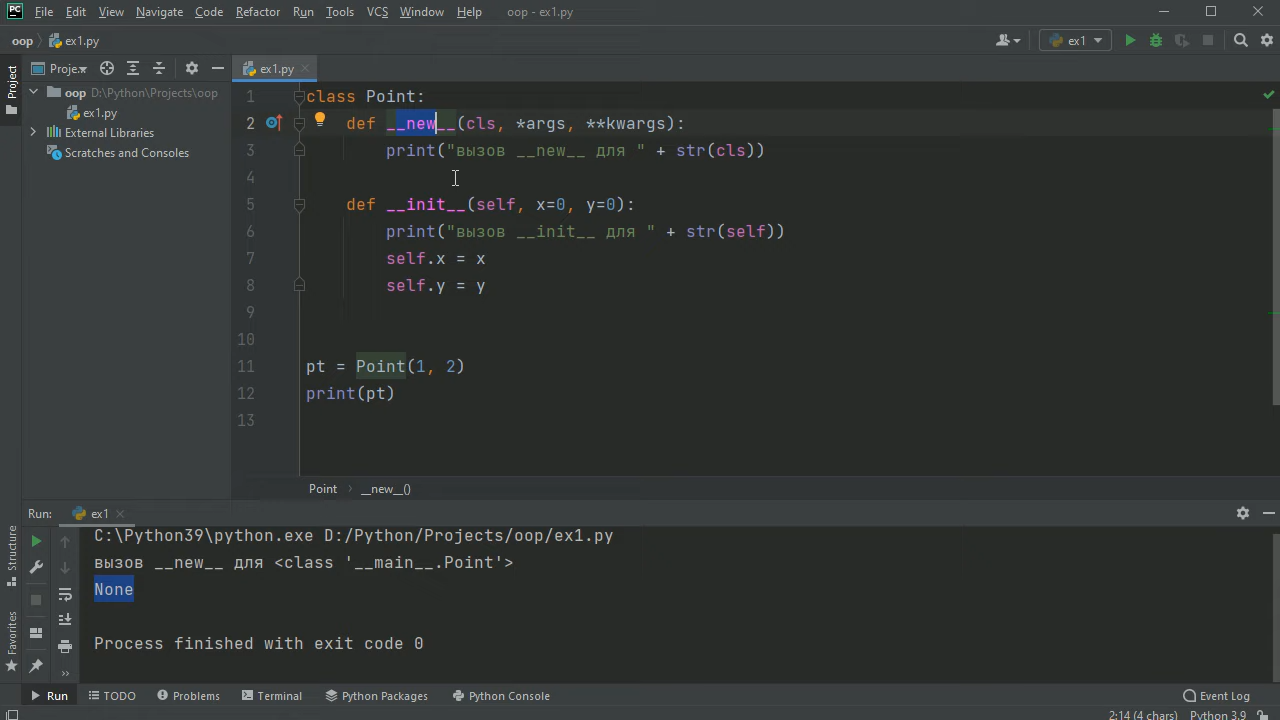 PC File Edit View Navigate Code Refactor Run Tools VCS Window Help oop - ex1.py
oop ex1.py ex1
Project Proje... ex1.py
oop D:\Python\Projects\oop
ex1.py
External Libraries
Scratches and Consoles
1 class Point:
2 def __new__(cls, *args, **kwargs):
3 print("вызов __new__ для " + str(cls))
4
5 def __init__(self, x=0, y=0):
6 print("вызов __init__ для " + str(self))
7 self.x = x
8 self.y = y
9
10
11 pt = Point(1, 2)
12 print(pt)
13
Point __new__()
Run: ex1
C:\Python39\python.exe D:/Python/Projects/oop/ex1.py
вызов __new__ для <class '__main__.Point'>
None
Process finished with exit code 0
Structure
Favorites
Run TODO Problems Terminal Python Packages Python Console Event Log
2:14 (4 chars) Python 3.9